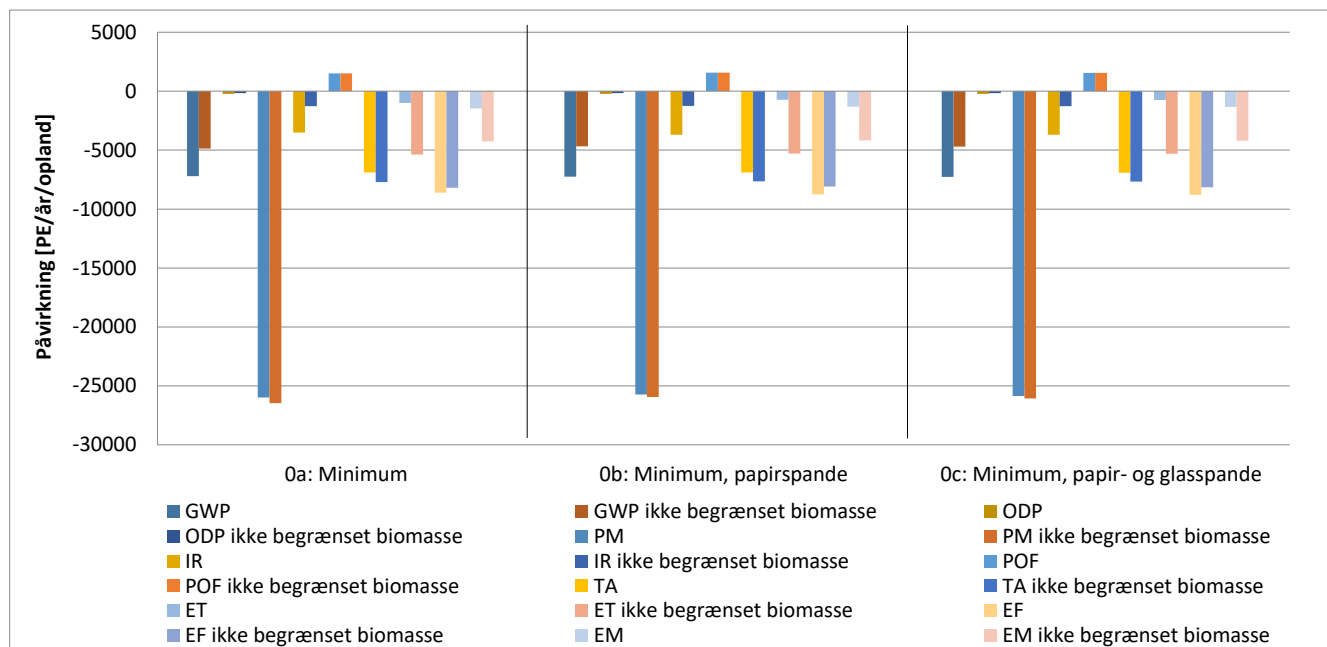 5000
0
-5000
-10000
-15000
-20000
-25000
-30000
Påvirkning [PE/år/opland]
0a: Minimum
0b: Minimum, papirspande
0c: Minimum, papir- og glasspande
GWP
GWP ikke begrænset biomasse
ODP
ODP ikke begrænset biomasse
PM
PM ikke begrænset biomasse
IR
IR ikke begrænset biomasse
POF
POF ikke begrænset biomasse
TA
TA ikke begrænset biomasse
ET
ET ikke begrænset biomasse
EF
EF ikke begrænset biomasse
EM
EM ikke begrænset biomasse